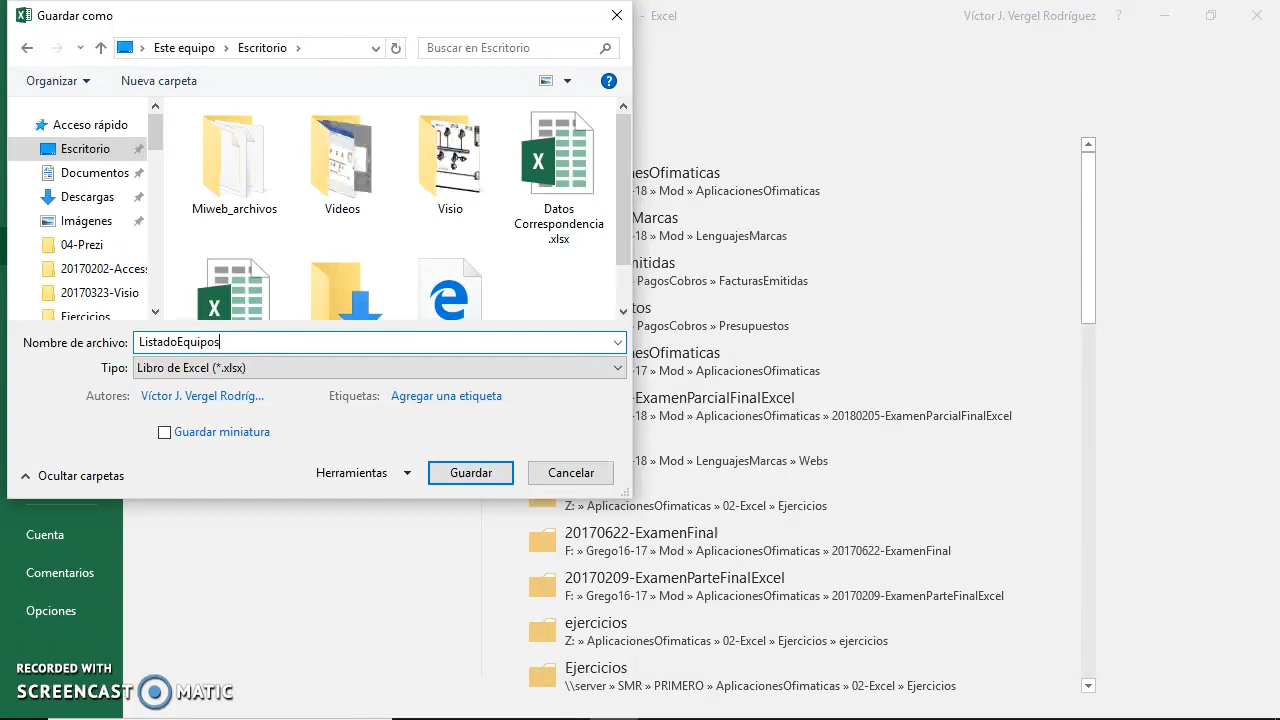 Guardar como
- Excel
Víctor J. Vergel Rodríguez
?
Este equipo
Escritorio
Buscar en Escritorio
Organizar
Nueva carpeta
?
Acceso rápido
Escritorio
Documentos
Descargas
Imágenes
04-Prezi
20170202-Acces
20170323-Visio
Ejercicios
Miweb_archivos
Videos
Visio
Datos
Correspondencia
.xlsx
Nombre de archivo:
ListadoEquipos
Tipo:
Libro de Excel (*.xlsx)
Autores:
Víctor J. Vergel Rodríg...
Etiquetas:
Agregar una etiqueta
Guardar miniatura
Ocultar carpetas
Herramientas
Guardar
Cancelar
nesOfimaticas
-18 » Mod » AplicacionesOfimaticas
Marcas
-18 » Mod » LenguajesMarcas
nitidas
PagosCobros » FacturasEmitidas
tos
PagosCobros » Presupuestos
nesOfimaticas
-18 » Mod » AplicacionesOfimaticas
-ExamenParcialFinalExcel
-18 » Mod » AplicacionesOfimaticas » 20180205-ExamenParcialFinalExcel
-18 » Mod » LenguajesMarcas » Webs
Z: » AplicacionesOfimaticas » 02-Excel » Ejercicios
20170622-ExamenFinal
F: » Grego16-17 » Mod » AplicacionesOfimaticas » 20170622-ExamenFinal
20170209-ExamenParteFinalExcel
F: » Grego16-17 » Mod » AplicacionesOfimaticas » 20170209-ExamenParteFinalExcel
ejercicios
Z: » AplicacionesOfimaticas » 02-Excel » Ejercicios » ejercicios
Ejercicios
\\server » SMR » PRIMERO » AplicacionesOfimaticas » 02-Excel » Ejercicios
Cuenta
Comentarios
Opciones
RECORDED WITH
SCREENCAST MATIC